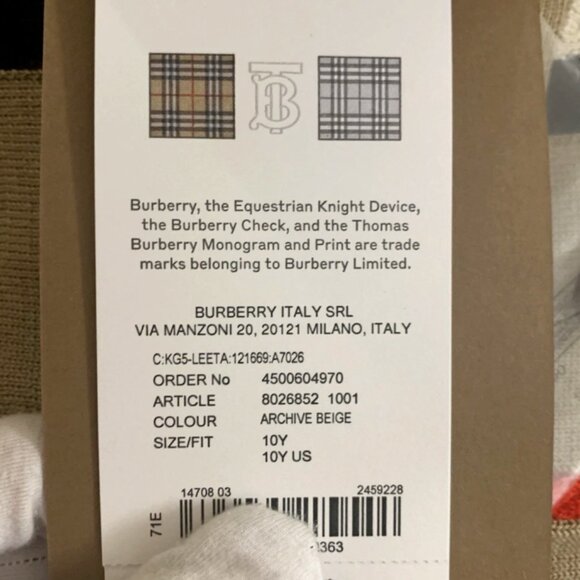 Burberry, the Equestrian Knight Device,
the Burberry Check, and the Thomas
Burberry Monogram and Print are trade
marks belonging to Burberry Limited.
BURBERRY ITALY SRL
VIA MANZONI 20, 20121 MILANO, ITALY
C:KG5-LEETA:121669:A7026
ORDER No 4500604970
ARTICLE 8026852 1001
COLOUR ARCHIVE BEIGE
SIZE/FIT 10Y
10Y US
14708 03 2459228
71E
363